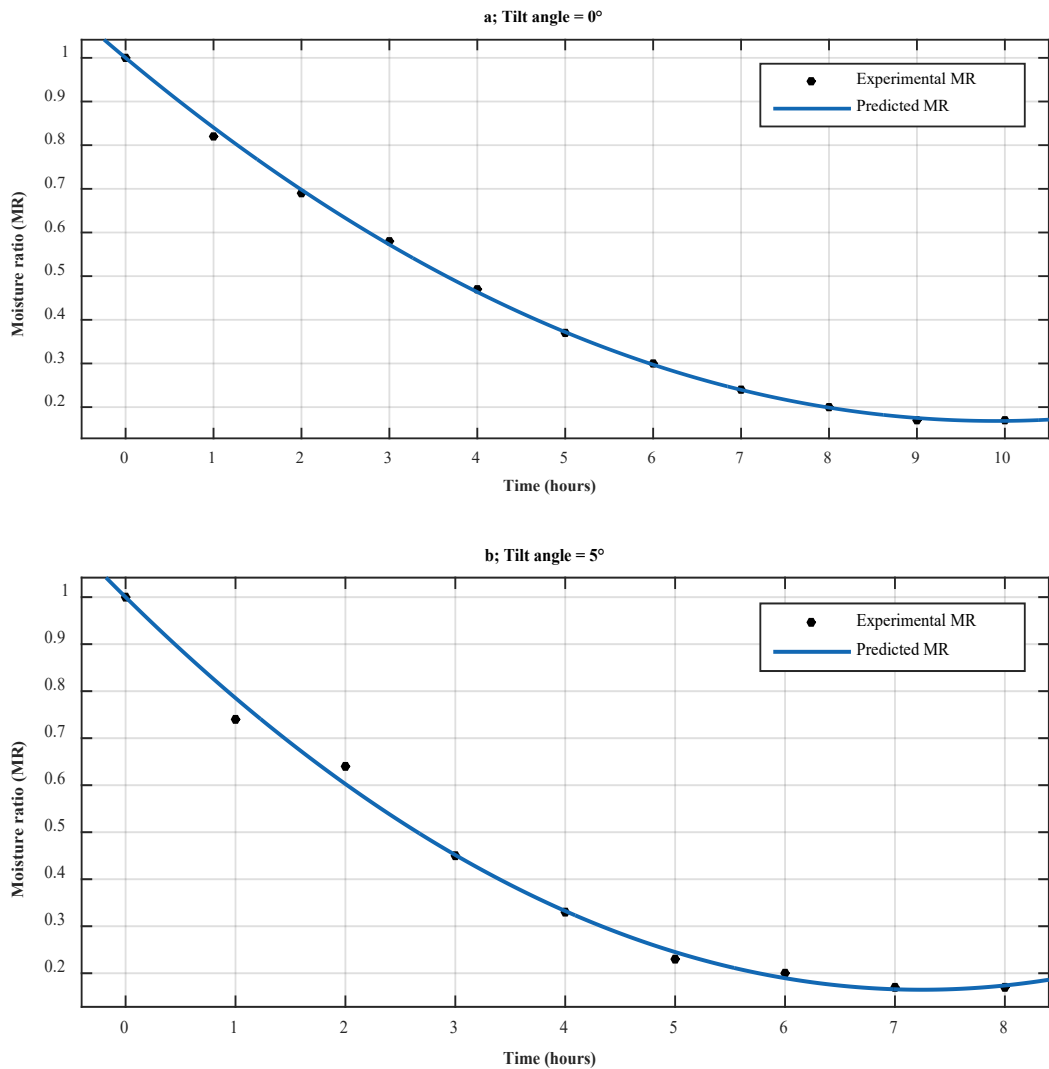 a; Tilt angle = 0°
1
0.9
0.8
0.7
0.6
0.5
0.4
0.3
0.2
Moisture ratio (MR)
Experimental MR
Predicted MR
0 1 2 3 4 5 6 7 8 9 10
Time (hours)
b; Tilt angle = 5°
1
0.9
0.8
0.7
0.6
0.5
0.4
0.3
0.2
Moisture ratio (MR)
Experimental MR
Predicted MR
0 1 2 3 4 5 6 7 8
Time (hours)